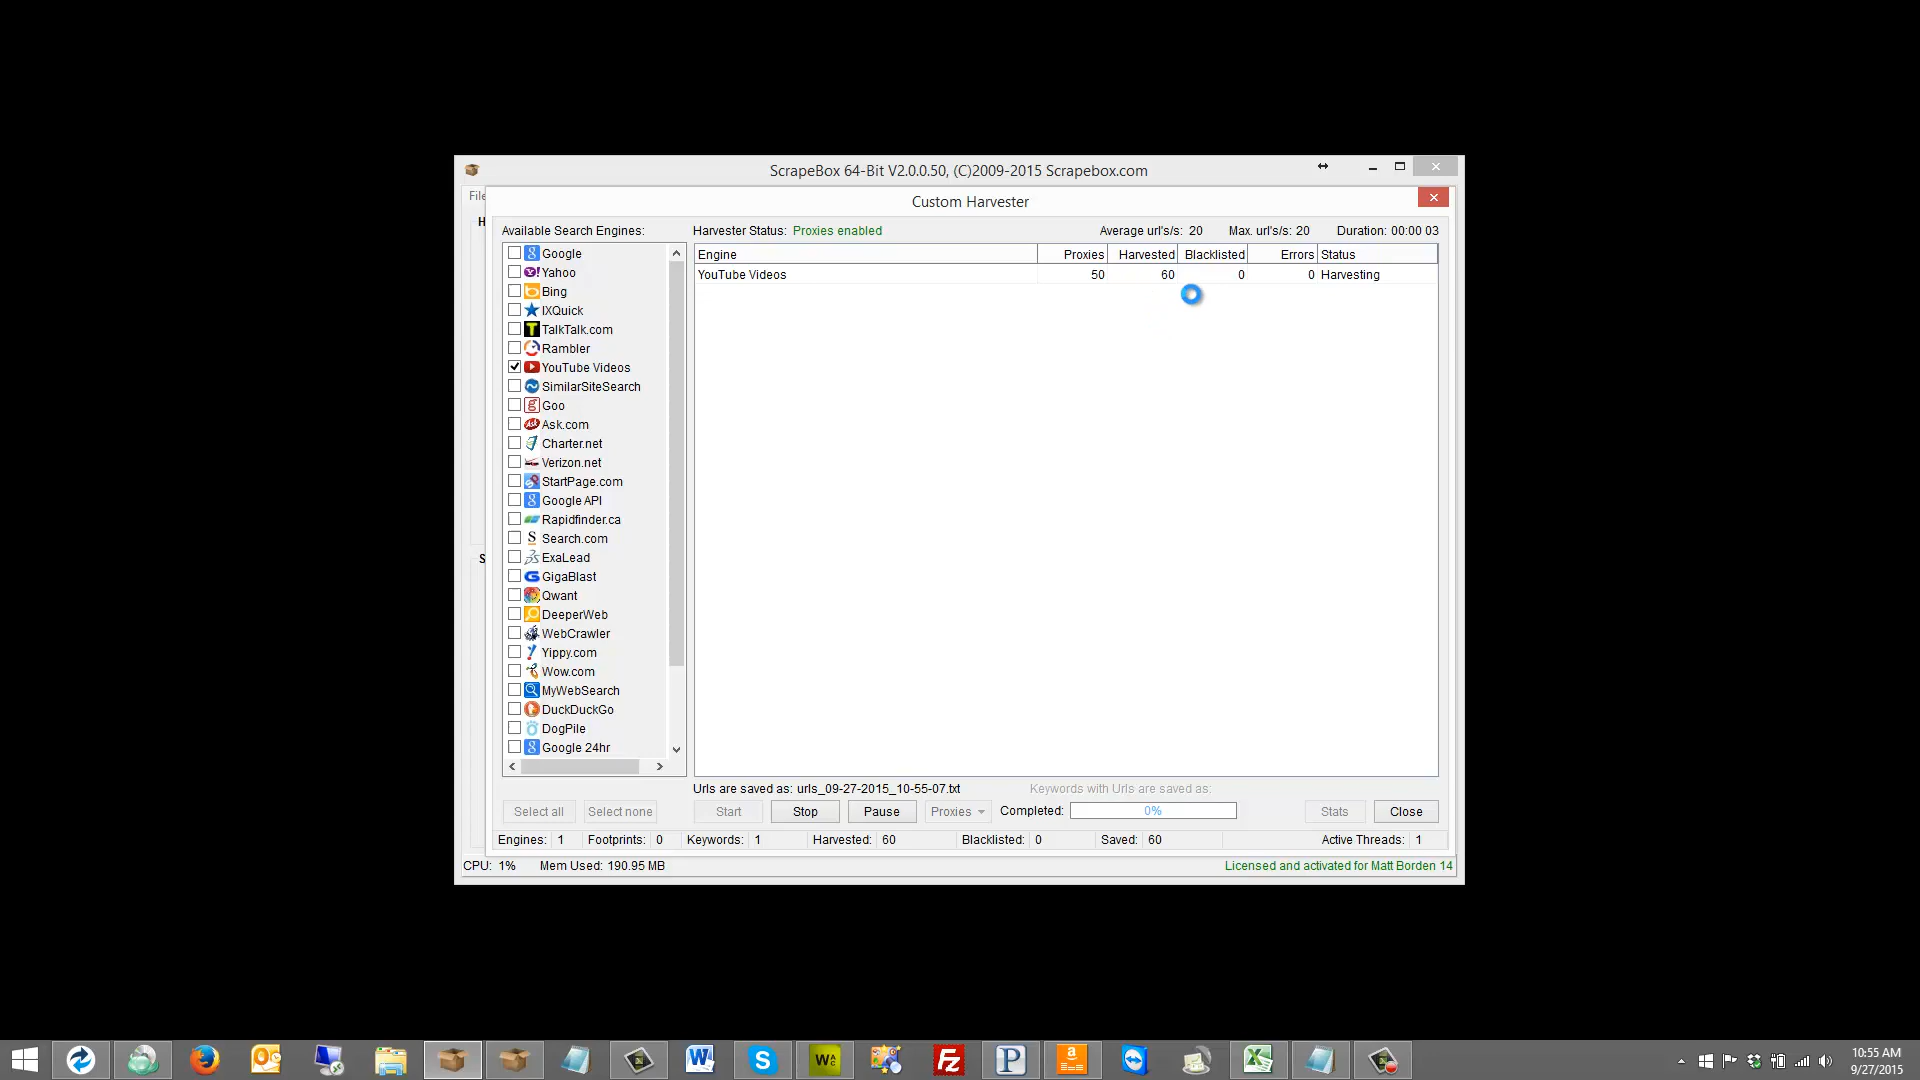 ScrapeBox 64-Bit V2.0.0.50, (C)2009-2015 Scrapebox.com
File
Custom Harvester
H
Available Search Engines:
Harvester Status: Proxies enabled
Average url's/s: 20
Max. url's/s: 20
Duration: 00:00 03
Engine Proxies Harvested Blacklisted Errors Status
YouTube Videos 50 60 0 0 Harvesting
Google
Yahoo
Bing
IXQuick
TalkTalk.com
Rambler
YouTube Videos
SimilarSiteSearch
Goo
Ask.com
Charter.net
Verizon.net
StartPage.com
Google API
Rapidfinder.ca
Search.com
ExaLead
GigaBlast
Qwant
DeeperWeb
WebCrawler
Yippy.com
Wow.com
MyWebSearch
DuckDuckGo
DogPile
Google 24hr
S
Urls are saved as: urls_09-27-2015_10-55-07.txt
Keywords with Urls are saved as:
Select all
Select none
Start
Stop
Pause
Proxies
Completed: 0%
Stats
Close
Engines: 1
Footprints: 0
Keywords: 1
Harvested: 60
Blacklisted: 0
Saved: 60
Active Threads: 1
CPU: 1%
Mem Used: 190.95 MB
Licensed and activated for Matt Borden 14
10:55 AM
9/27/2015